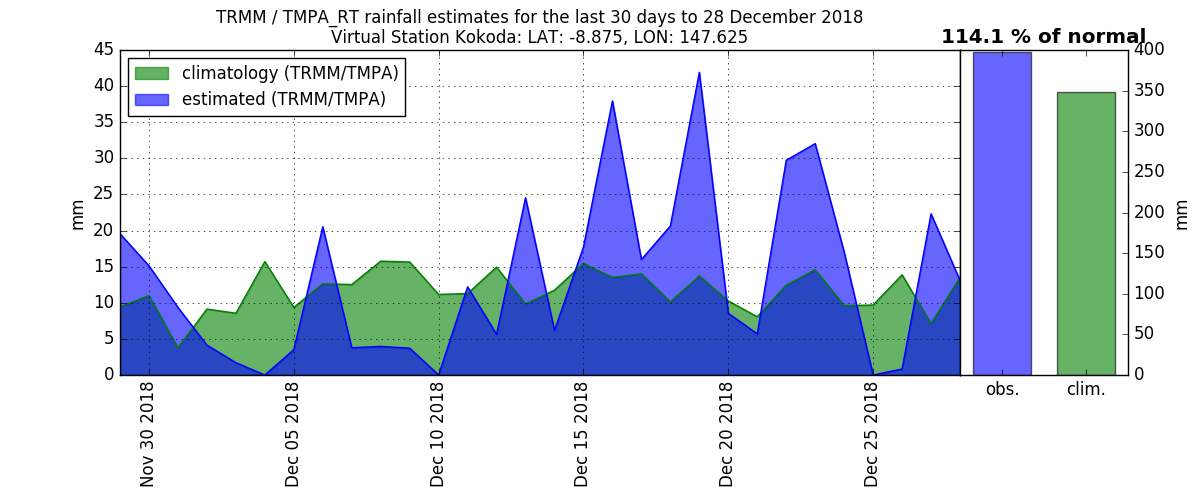 TRMM / TMPA_RT rainfall estimates for the last 30 days to 28 December 2018
Virtual Station Kokoda: LAT: -8.875, LON: 147.625
114.1 % of normal
climatology (TRMM/TMPA)
estimated (TRMM/TMPA)
45
40
35
30
25
20
15
10
5
0
mm
Nov 30 2018
Dec 05 2018
Dec 10 2018
Dec 15 2018
Dec 20 2018
Dec 25 2018
400
350
300
250
200
150
100
50
0
mm
obs.
clim.